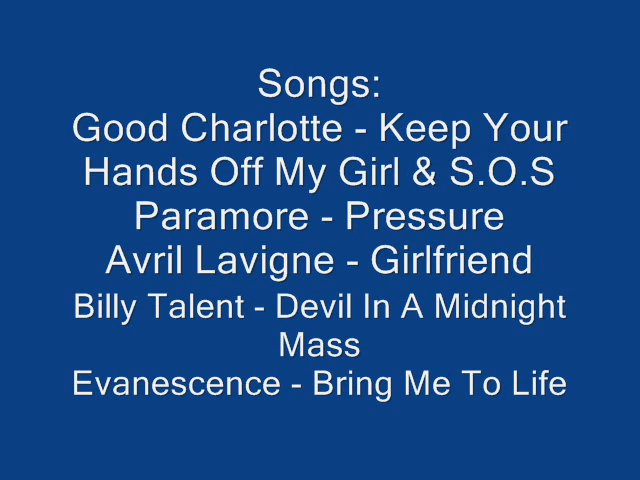 Songs:
Good Charlotte - Keep Your
Hands Off My Girl & S.O.S
Paramore - Pressure
Avril Lavigne - Girlfriend
Billy Talent - Devil In A Midnight
Mass
Evanescence - Bring Me To Life